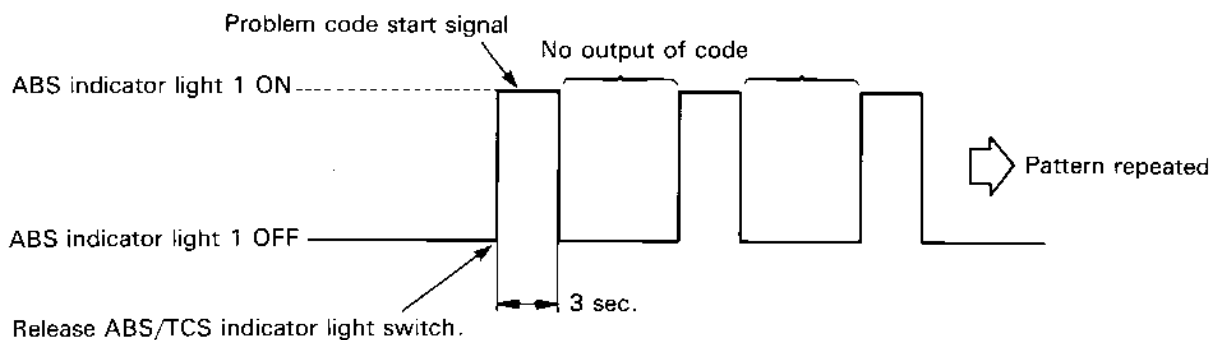 Problem code start signal
No output of code
ABS indicator light 1 ON
Pattern repeated
ABS indicator light 1 OFF
3 sec.
Release ABS/TCS indicator light switch.